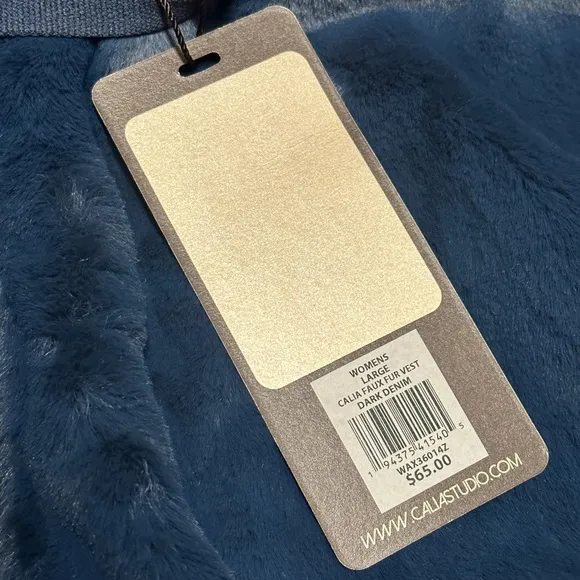 WOMENS
LARGE
CALIA FAUX FUR VEST
DARK DENIM
1 94375 41540 5
WAX36014Z
$65.00
WWW.CALIASTUDIO.COM